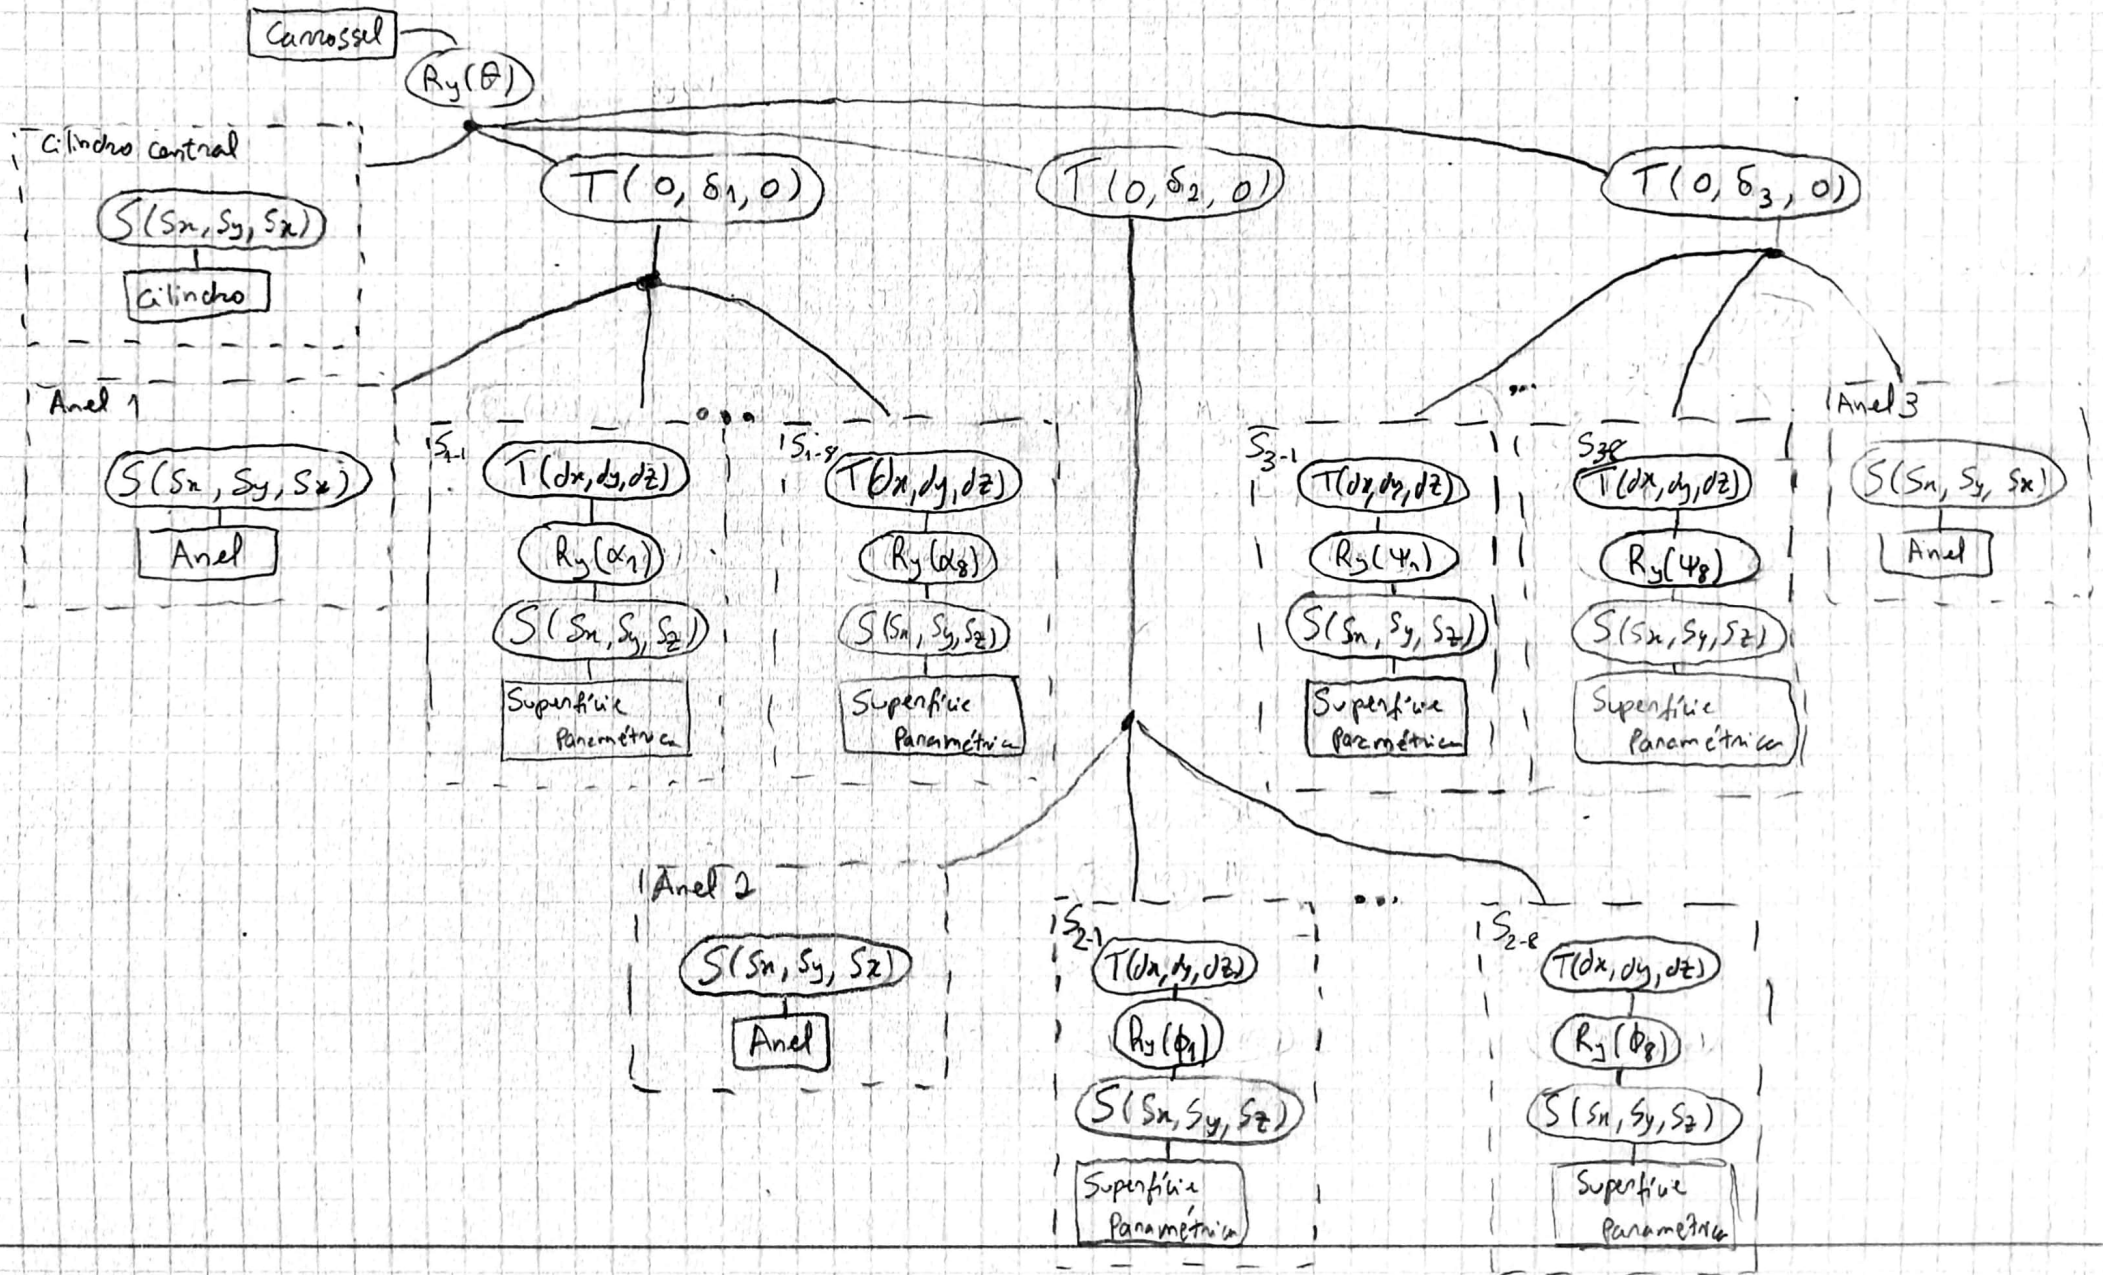 Carrossel
Ry(θ)
Cilindro central
S(Sx, Sy, Sx)
Cilindro
T(0, δ1, 0)
T(0, δ2, 0)
T(0, δ3, 0)
Anel 1
S(Sx, Sy, Sx)
Anel
...
S1-1
T(dx, dy, dz)
Ry(α1)
S(Sx, Sy, Sz)
Superfície
Paramétrica
S1-8
T(dx, dy, dz)
Ry(α8)
S(Sx, Sy, Sz)
Superfície
Paramétrica
...
S3-1
T(dx, dy, dz)
Ry(ψ1)
S(Sx, Sy, Sz)
Superfície
Paramétrica
S3-8
T(dx, dy, dz)
Ry(ψ8)
S(Sx, Sy, Sz)
Superfície
Paramétrica
Anel 3
S(Sx, Sy, Sx)
Anel
Anel 2
S(Sx, Sy, Sx)
Anel
...
S2-1
T(dx, dy, dz)
Ry(ϕ1)
S(Sx, Sy, Sz)
Superfície
Paramétrica
S2-8
T(dx, dy, dz)
Ry(ϕ8)
S(Sx, Sy, Sz)
Superfície
Paramétrica